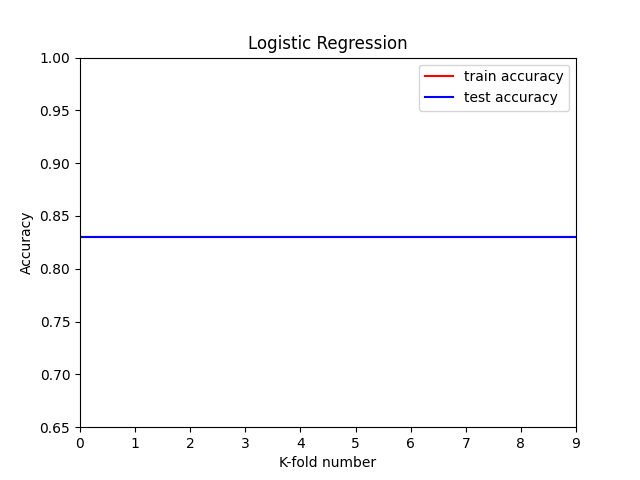 Logistic Regression
train accuracy
test accuracy
1.00
0.95
0.90
0.85
0.80
0.75
0.70
0.65
Accuracy
0 1 2 3 4 5 6 7 8 9
K-fold number